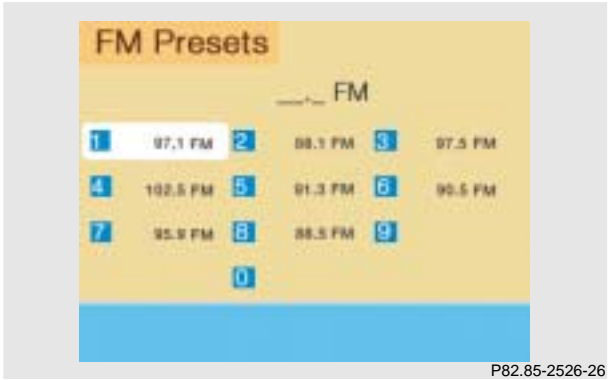 FM Presets
__._ FM
1 97.1 FM 2 88.1 FM 3 97.5 FM
4 102.5 FM 5 91.3 FM 6 90.5 FM
7 95.9 FM 8 88.5 FM 9
0
P82.85-2526-26